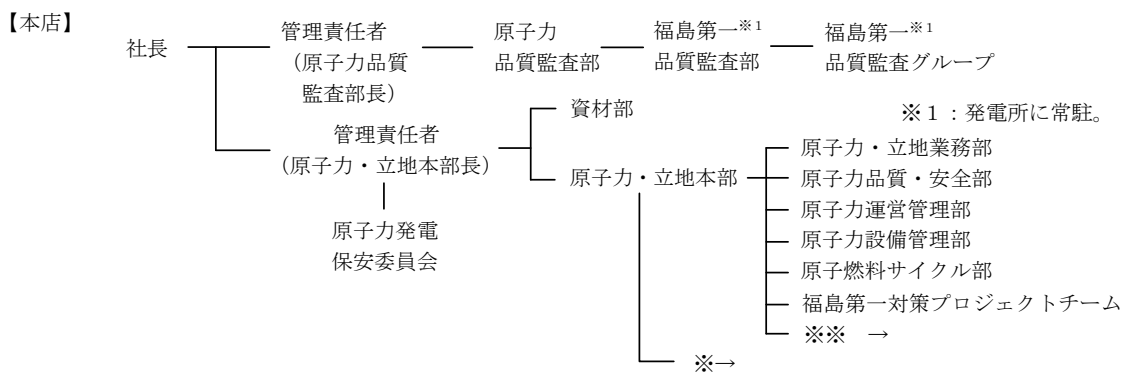 【本店】
社長
管理責任者
(原子力品質
監査部長)
原子力
品質監査部
福島第一※1
品質監査部
福島第一※1
品質監査グループ
※1:発電所に常駐。
管理責任者
(原子力・立地本部長)
原子力発電
保安委員会
資材部
原子力・立地本部
原子力・立地業務部
原子力品質・安全部
原子力運営管理部
原子力設備管理部
原子燃料サイクル部
福島第一対策プロジェクトチーム
※※ →
※→